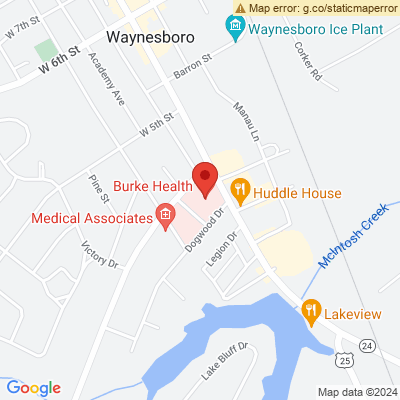 Map error: g.co/staticmaperror
W 7th St
Waynesboro
Waynesboro Ice Plant
W 6th St
Barron St
Corker Rd
Academy Ave
Manau Ln
W 5th St
Pine St
Burke Health
Huddle House
Medical Associates
Dogwood Dr
Legion Dr
Victory Dr
McIntosh Creek
Lakeview
24
25
Lake Bluff Dr
Google
Map data ©2024